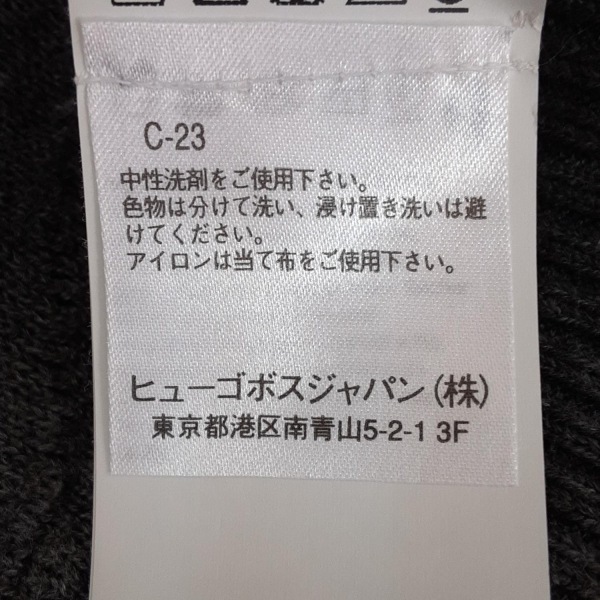 C-23
中性洗剤をご使用下さい。
色物は分けて洗い、浸け置き洗いは避
けてください。
アイロンは当て布をご使用下さい。
ヒューゴボスジャパン(株)
東京都港区南青山5-2-1 3F